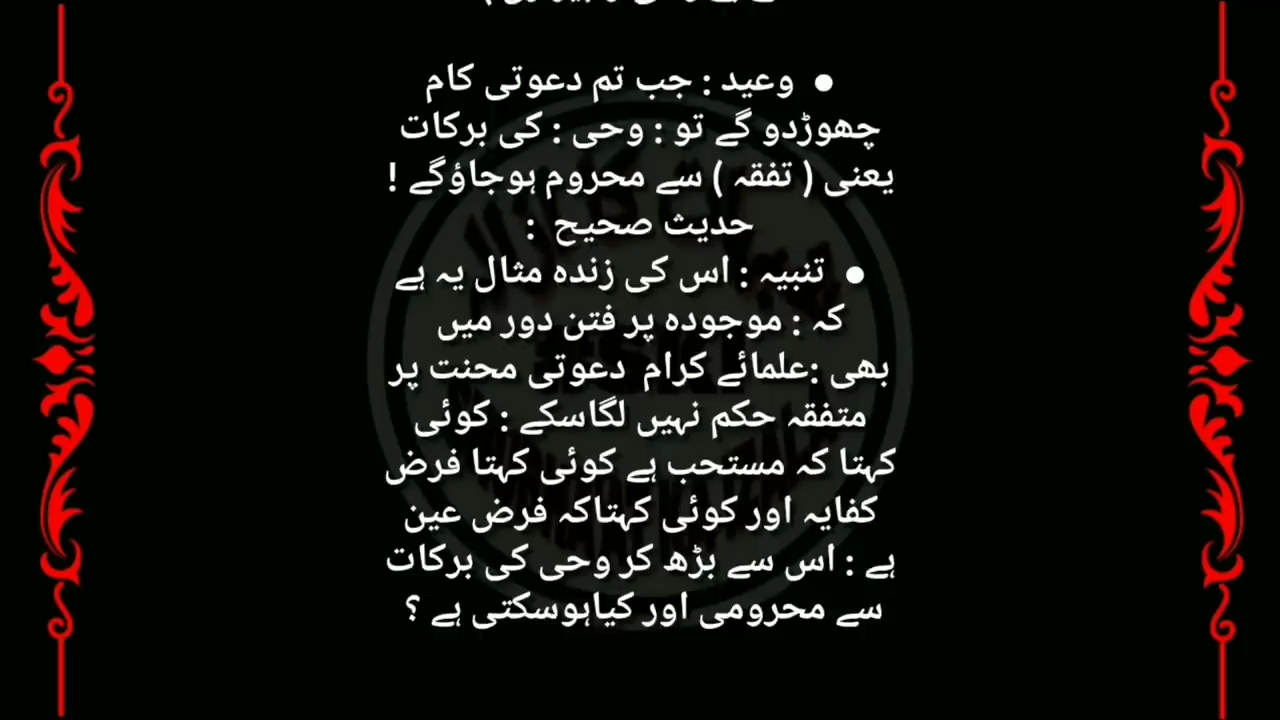 ● وعید : جب تم دعوتی کام
چھوڑدو گے تو : وحی : کی برکات
یعنی ( تفقہ ) سے محروم ہوجاؤگے !
حدیث صحیح :
● تنبیہ : اس کی زندہ مثال یہ ہے
کہ : موجودہ پر فتن دور میں
بھی :علمائے کرام دعوتی محنت پر
متفقہ حکم نہیں لگاسکے : کوئی
کہتا کہ مستحب ہے کوئی کہتا فرض
کفایہ اور کوئی کہتاکہ فرض عین
ہے : اس سے بڑھ کر وحی کی برکات
سے محرومی اور کیاہوسکتی ہے ؟